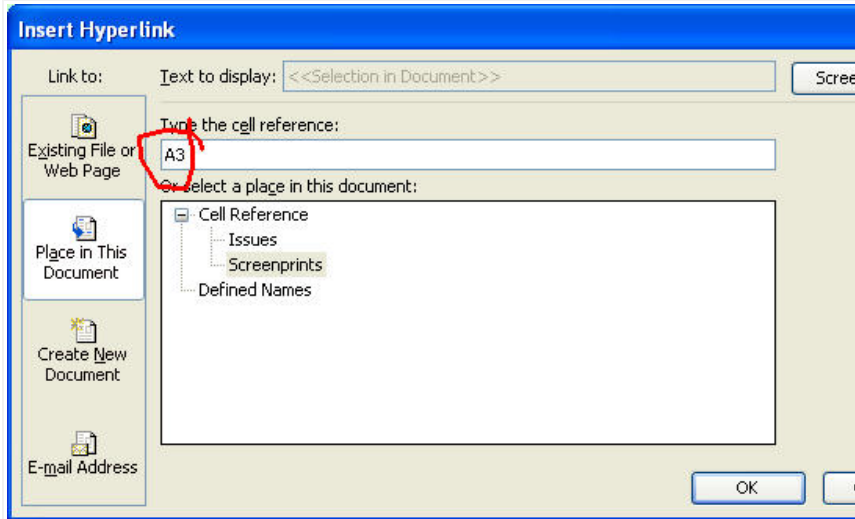 Insert Hyperlink
Link to:
Text to display: <<Selection in Document>>
Scree
Type the cell reference:
A3
Existing File or
Web Page
Or select a place in this document:
Cell Reference
Issues
Screenprints
Defined Names
Place in This
Document
Create New
Document
E-mail Address
OK